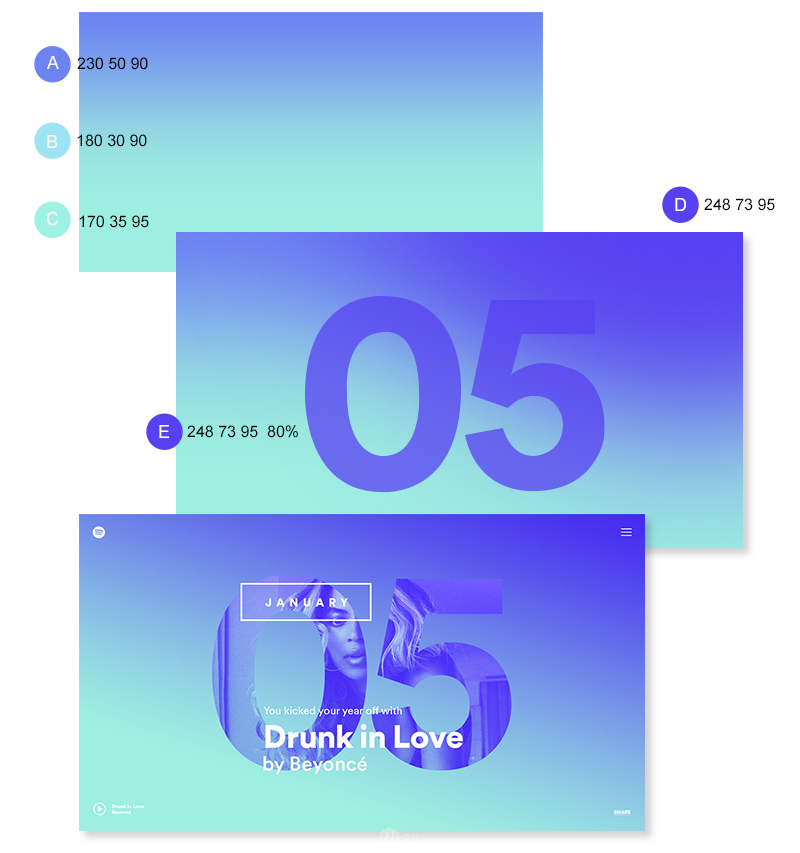 A 230 50 90
B 180 30 90
C 170 35 95
D 248 73 95
05
E 248 73 95 80%
JANUARY
05
You kicked your year off with
Drunk in Love
by Beyoncé
Drunk in Love
Beyoncé
SHARE